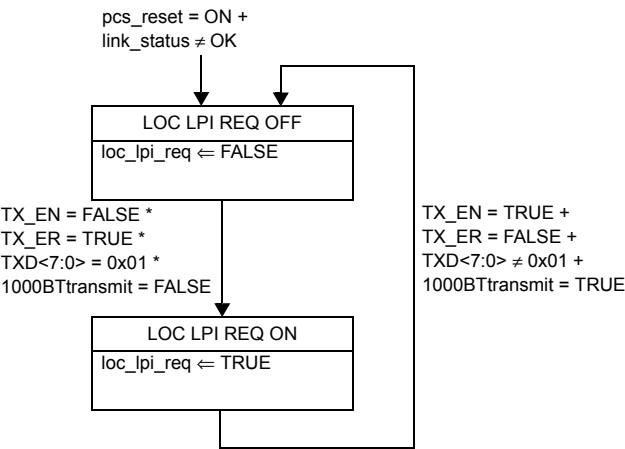 pcs_reset = ON +
link_status ≠ OK
LOC LPI REQ OFF
loc_lpi_req ⇐ FALSE
TX_EN = FALSE *
TX_ER = TRUE *
TXD<7:0> = 0x01 *
1000BTtransmit = FALSE
TX_EN = TRUE +
TX_ER = FALSE +
TXD<7:0> ≠ 0x01 +
1000BTtransmit = TRUE
LOC LPI REQ ON
loc_lpi_req ⇐ TRUE